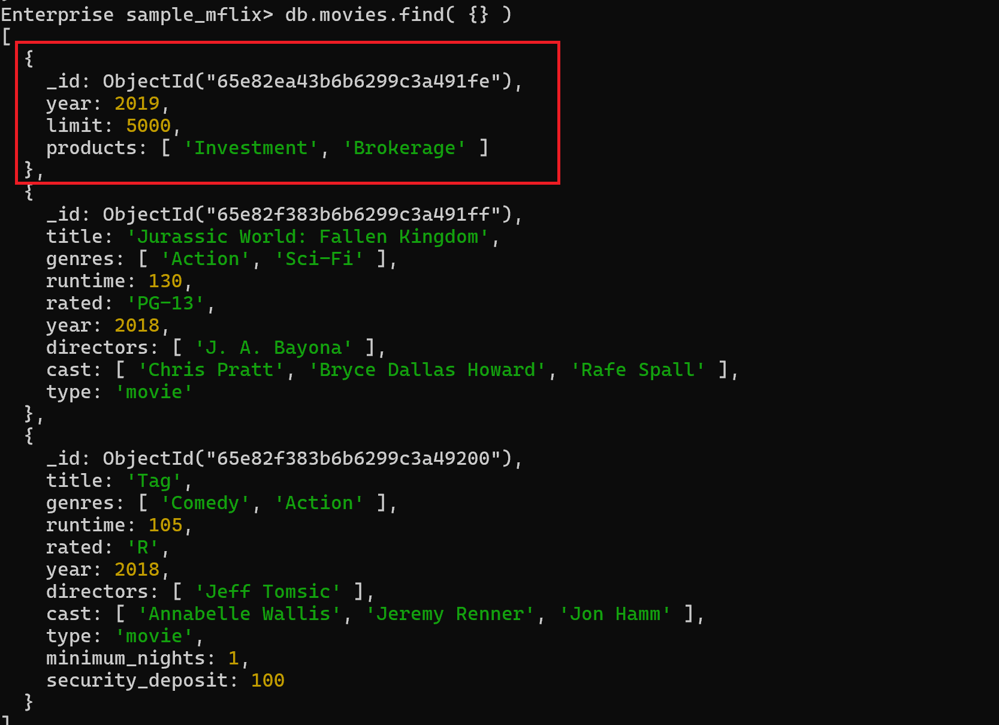 Enterprise sample_mflix> db.movies.find( {} )
[
  {
    _id: ObjectId("65e82ea43b6b6299c3a491fe"),
    year: 2019,
    limit: 5000,
    products: [ 'Investment', 'Brokerage' ]
  },
  {
    _id: ObjectId("65e82f383b6b6299c3a491ff"),
    title: 'Jurassic World: Fallen Kingdom',
    genres: [ 'Action', 'Sci-Fi' ],
    runtime: 130,
    rated: 'PG-13',
    year: 2018,
    directors: [ 'J. A. Bayona' ],
    cast: [ 'Chris Pratt', 'Bryce Dallas Howard', 'Rafe Spall' ],
    type: 'movie'
  },
  {
    _id: ObjectId("65e82f383b6b6299c3a49200"),
    title: 'Tag',
    genres: [ 'Comedy', 'Action' ],
    runtime: 105,
    rated: 'R',
    year: 2018,
    directors: [ 'Jeff Tomsic' ],
    cast: [ 'Annabelle Wallis', 'Jeremy Renner', 'Jon Hamm' ],
    type: 'movie',
    minimum_nights: 1,
    security_deposit: 100
  }
]